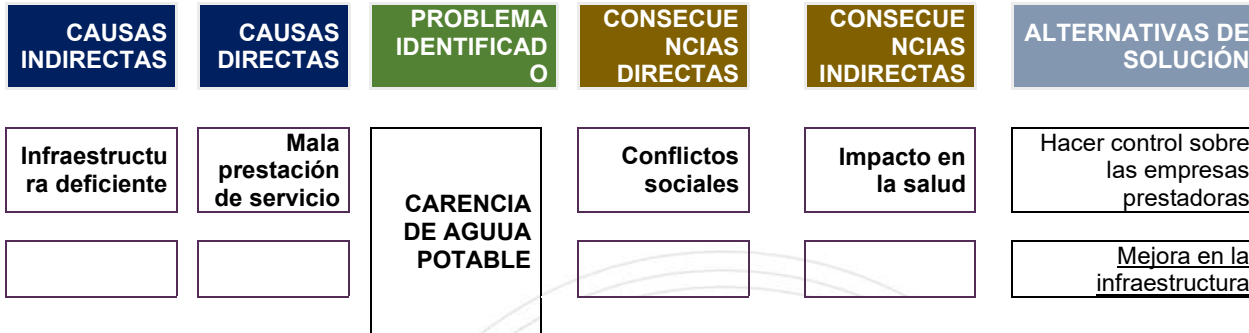 CAUSAS
INDIRECTAS
CAUSAS
DIRECTAS
PROBLEMA
IDENTIFICAD
O
CONSECUE
NCIAS
DIRECTAS
CONSECUE
NCIAS
INDIRECTAS
ALTERNATIVAS DE
SOLUCIÓN
Infraestructu
ra deficiente
Mala
prestación
de servicio
CARENCIA
DE AGUUA
POTABLE
Conflictos
sociales
Impacto en
la salud
Hacer control sobre
las empresas
prestadoras
Mejora en la
infraestructura